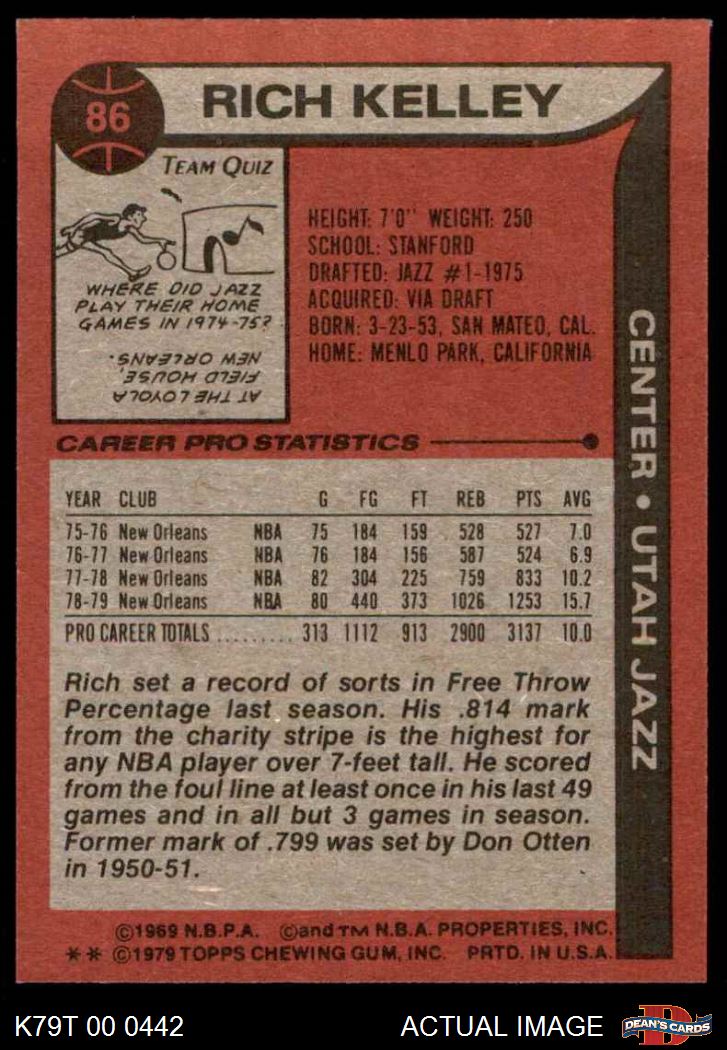 86
RICH KELLEY
TEAM QUIZ
WHERE DID JAZZ
PLAY THEIR HOME
GAMES IN 1974-75?
AT THE LOYOLA
FIELD HOUSE,
NEW ORLEANS.
HEIGHT: 7'0" WEIGHT: 250
SCHOOL: STANFORD
DRAFTED: JAZZ #1-1975
ACQUIRED: VIA DRAFT
BORN: 3-23-53, SAN MATEO, CAL.
HOME: MENLO PARK, CALIFORNIA
CENTER • UTAH JAZZ
CAREER PRO STATISTICS
YEAR CLUB G FG FT REB PTS AVG
75-76 New Orleans NBA 75 184 159 528 527 7.0
76-77 New Orleans NBA 76 184 156 587 524 6.9
77-78 New Orleans NBA 82 304 225 759 833 10.2
78-79 New Orleans NBA 80 440 373 1026 1253 15.7
PRO CAREER TOTALS ......... 313 1112 913 2900 3137 10.0
Rich set a record of sorts in Free Throw
Percentage last season. His .814 mark
from the charity stripe is the highest for
any NBA player over 7-feet tall. He scored
from the foul line at least once in his last 49
games and in all but 3 games in season.
Former mark of .799 was set by Don Otten
in 1950-51.
©1969 N.B.P.A. ©and TM N.B.A. PROPERTIES, INC.
** ©1979 TOPPS CHEWING GUM, INC. PRTD. IN U.S.A.
K79T 00 0442
ACTUAL IMAGE
D
DEAN'S CARDS